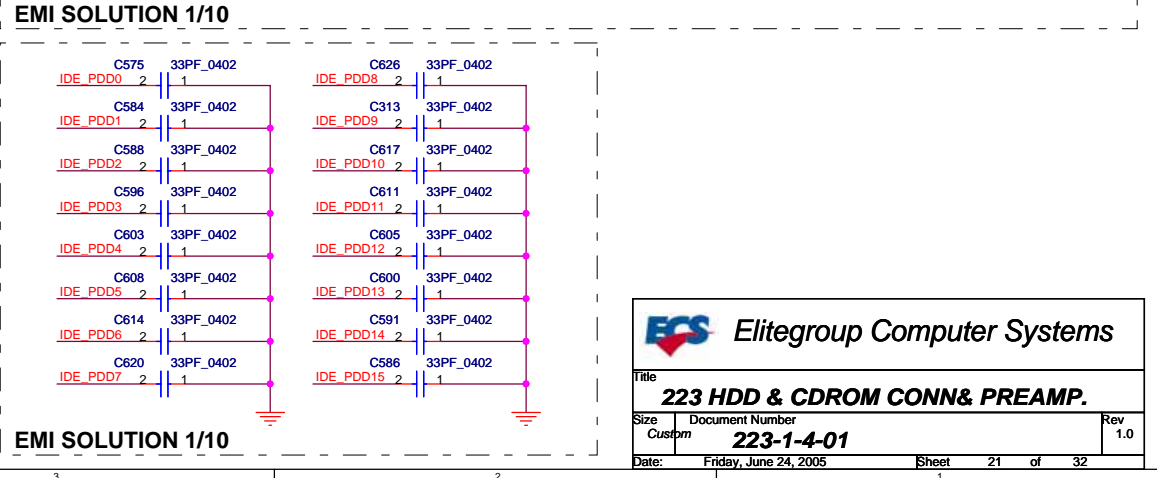 EMI SOLUTION 1/10
C575 33PF_0402 C626 33PF_0402
IDE_PDD0 2 1 IDE_PDD8 2 1
C584 33PF_0402 C313 33PF_0402
IDE_PDD1 2 1 IDE_PDD9 2 1
C588 33PF_0402 C617 33PF_0402
IDE_PDD2 2 1 IDE_PDD10 2 1
C596 33PF_0402 C611 33PF_0402
IDE_PDD3 2 1 IDE_PDD11 2 1
C603 33PF_0402 C605 33PF_0402
IDE_PDD4 2 1 IDE_PDD12 2 1
C608 33PF_0402 C600 33PF_0402
IDE_PDD5 2 1 IDE_PDD13 2 1
C614 33PF_0402 C591 33PF_0402
IDE_PDD6 2 1 IDE_PDD14 2 1
C620 33PF_0402 C586 33PF_0402
IDE_PDD7 2 1 IDE_PDD15 2 1
EMI SOLUTION 1/10
ECS Elitegroup Computer Systems
Title
223 HDD & CDROM CONN& PREAMP.
Size Document Number Rev
Custom 223-1-4-01 1.0
Date: Friday, June 24, 2005 Sheet 21 of 32
3 2 1